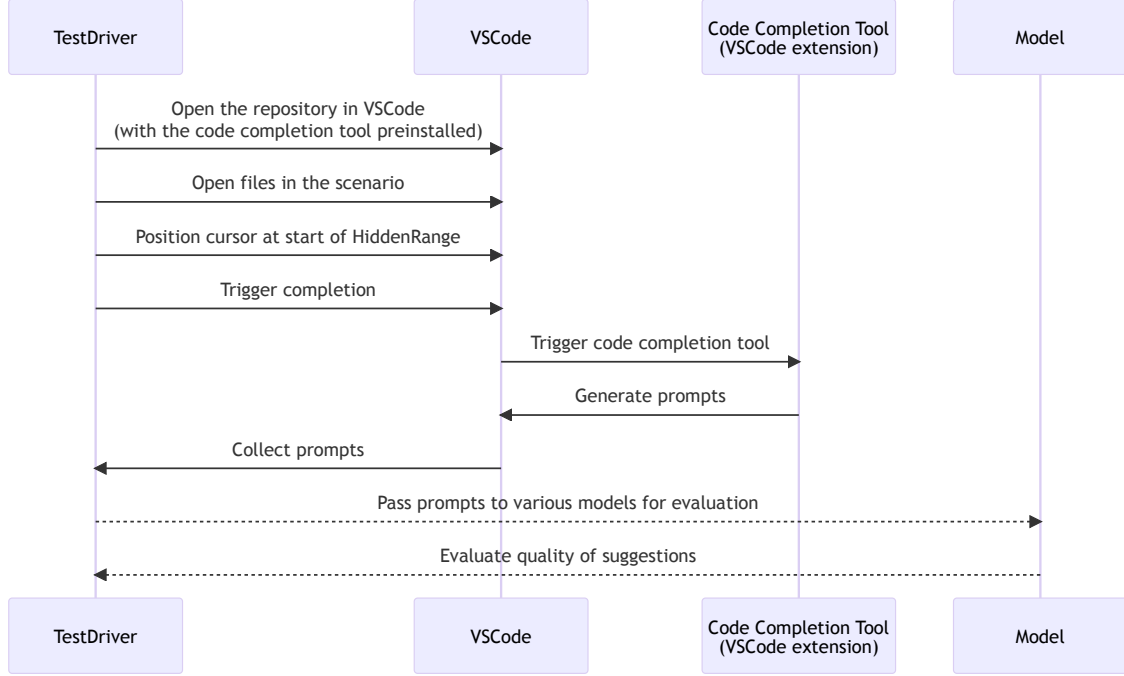 TestDriver
VSCode
Code Completion Tool
(VSCode extension)
Model
Open the repository in VSCode
(with the code completion tool preinstalled)
Open files in the scenario
Position cursor at start of HiddenRange
Trigger completion
Trigger code completion tool
Generate prompts
Collect prompts
Pass prompts to various models for evaluation
Evaluate quality of suggestions
TestDriver
VSCode
Code Completion Tool
(VSCode extension)
Model